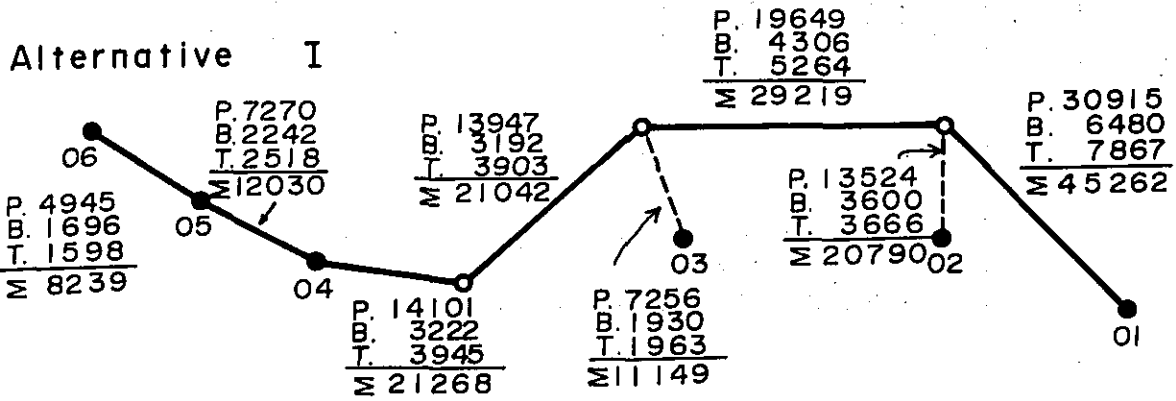 Alternative I
P. 19649
B. 4306
T. 5264
Σ 29219
P. 7270
B. 2242
T. 2518
Σ 12030
P. 13947
B. 3192
T. 3903
Σ 21042
P. 30915
B. 6480
T. 7867
Σ 45262
06
P. 4945
B. 1696
T. 1598
Σ 8239
05
04
P. 13524
B. 3600
T. 3666
Σ 20790
03
02
P. 14101
B. 3222
T. 3945
Σ 21268
P. 7256
B. 1930
T. 1963
Σ 11149
01